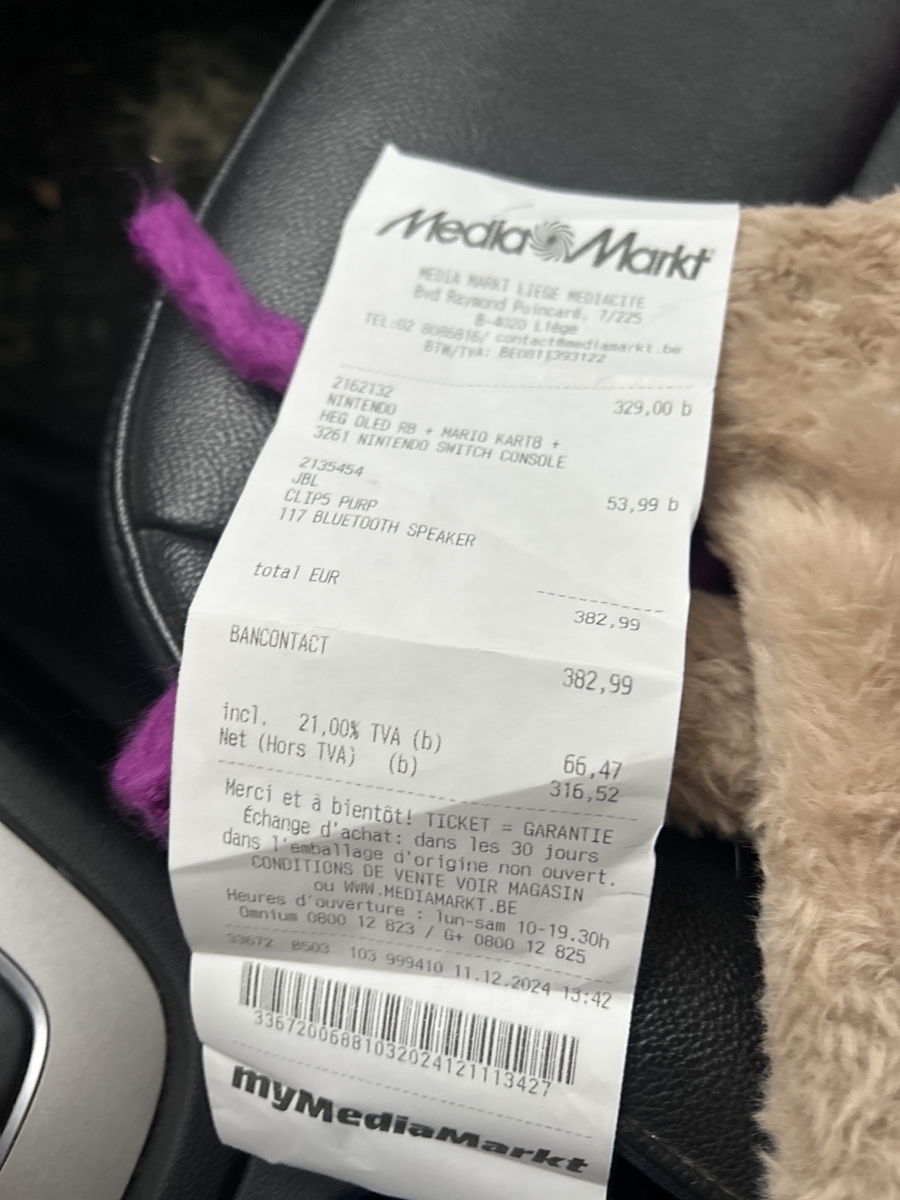 Media Markt
MEDIA MARKT LIEGE MEDIACITE
Bvd Raymond Poincaré, 7/225
B-4020 Liège
TEL:02 8086816/ contact@mediamarkt.be
BTW/TVA: BE0811393122
2162132
NINTENDO 329,00 b
HEG OLED RB + MARIO KART8 +
3261 NINTENDO SWITCH CONSOLE
2135454
JBL 53,99 b
CLIP5 PURP
117 BLUETOOTH SPEAKER
total EUR 382,99
BANCONTACT 382,99
incl. 21,00% TVA (b) 66,47
Net (Hors TVA) (b) 316,52
Merci et à bientôt! TICKET = GARANTIE
Échange d'achat: dans les 30 jours
dans l'emballage d'origine non ouvert.
CONDITIONS DE VENTE VOIR MAGASIN
ou WWW.MEDIAMARKT.BE
Heures d'ouverture : lun-sam 10-19.30h
Omnium 0800 12 823 / G+ 0800 12 825
33672 B503 103 999410 11.12.2024 13:42
33672006881032024121113427
myMediaMarkt